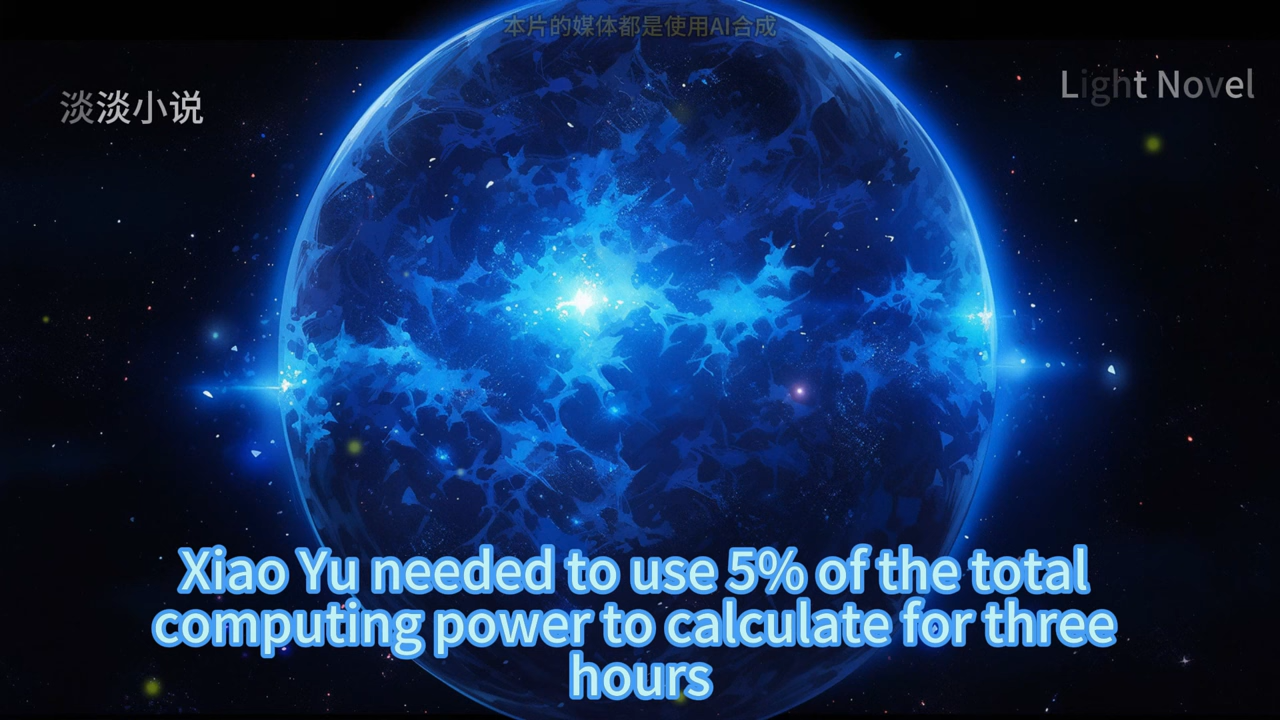 本片的媒体都是使用AI合成
淡淡小说
Light Novel
Xiao Yu needed to use 5% of the total
computing power to calculate for three
hours